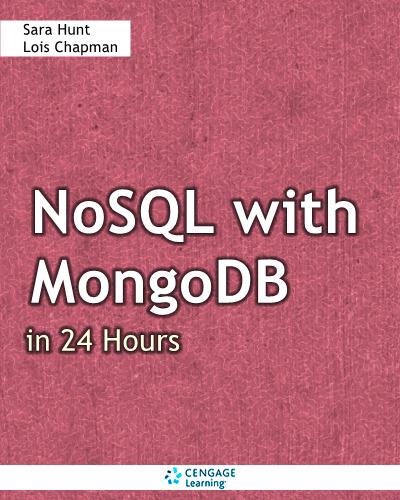 Sara Hunt
Lois Chapman
NoSQL with
MongoDB
in 24 Hours
CENGAGE
Learning